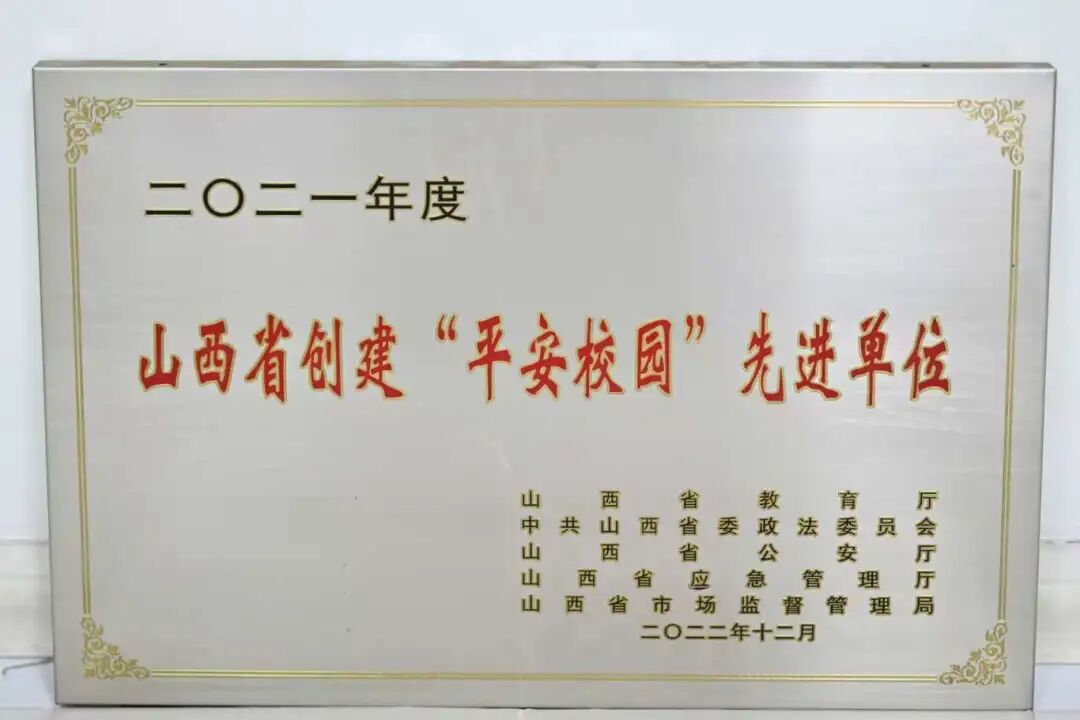 二〇二一年度
山西省创建“平安校园”先进单位
山西省教育厅
中共山西省委政法委员会
山西省公安厅
山西省应急管理厅
山西省市场监督管理局
二〇二二年十二月